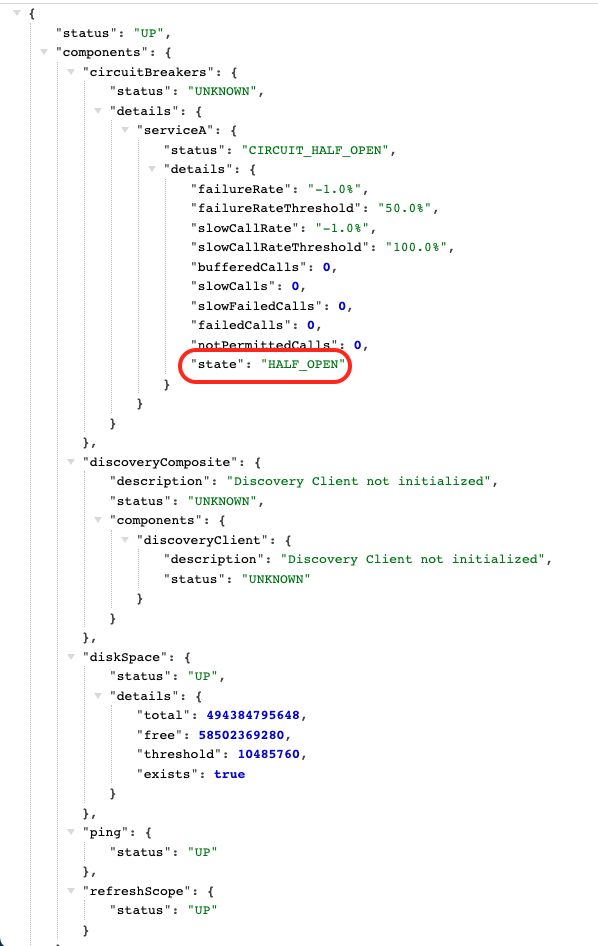 {
"status": "UP",
"components": {
"circuitBreakers": {
"status": "UNKNOWN",
"details": {
"serviceA": {
"status": "CIRCUIT_HALF_OPEN",
"details": {
"failureRate": "-1.0%",
"failureRateThreshold": "50.0%",
"slowCallRate": "-1.0%",
"slowCallRateThreshold": "100.0%",
"bufferedCalls": 0,
"slowCalls": 0,
"slowFailedCalls": 0,
"failedCalls": 0,
"notPermittedCalls": 0,
"state": "HALF_OPEN"
}
}
}
},
"discoveryComposite": {
"description": "Discovery Client not initialized",
"status": "UNKNOWN",
"components": {
"discoveryClient": {
"description": "Discovery Client not initialized",
"status": "UNKNOWN"
}
}
},
"diskSpace": {
"status": "UP",
"details": {
"total": 494384795648,
"free": 58502369280,
"threshold": 10485760,
"exists": true
}
},
"ping": {
"status": "UP"
},
"refreshScope": {
"status": "UP"
}